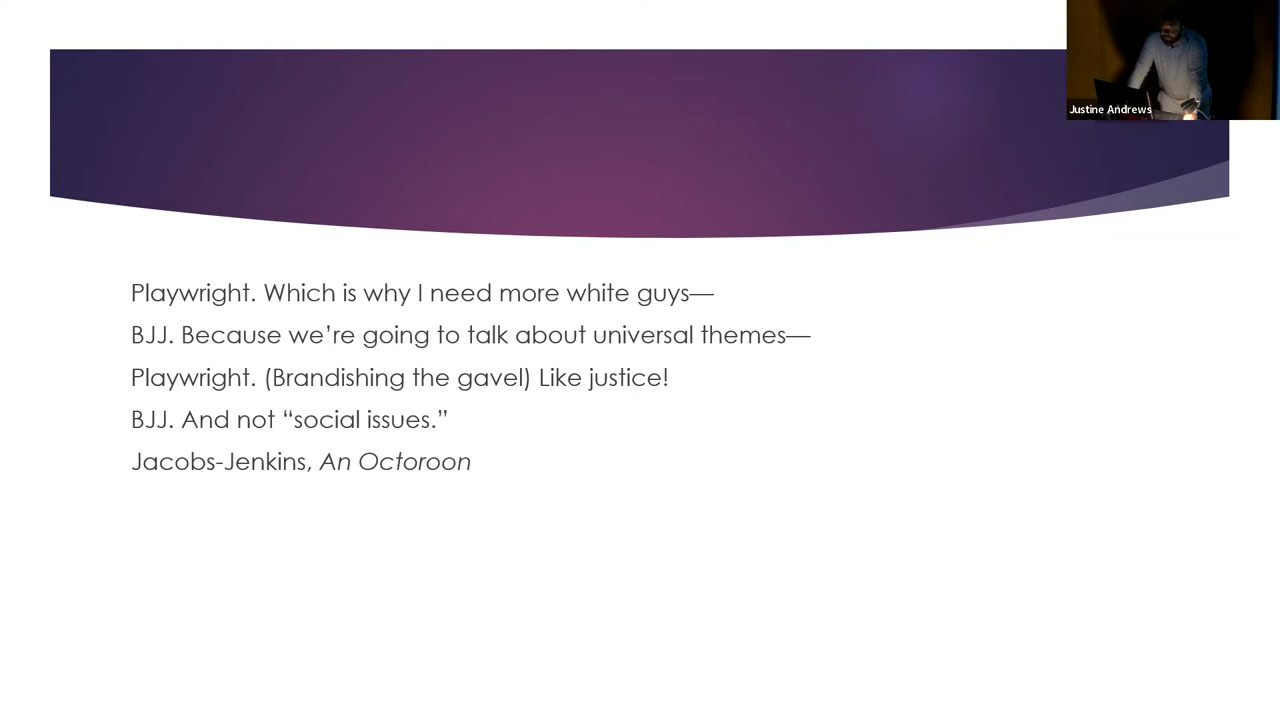 Justine Andrews
Playwright. Which is why I need more white guys—
BJJ. Because we’re going to talk about universal themes—
Playwright. (Brandishing the gavel) Like justice!
BJJ. And not “social issues.”
Jacobs-Jenkins, An Octoroon